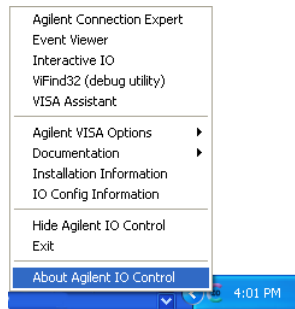 Agilent Connection Expert
Event Viewer
Interactive IO
ViFind32 (debug utility)
VISA Assistant
Agilent VISA Options
Documentation
Installation Information
IO Config Information
Hide Agilent IO Control
Exit
About Agilent IO Control
4:01 PM